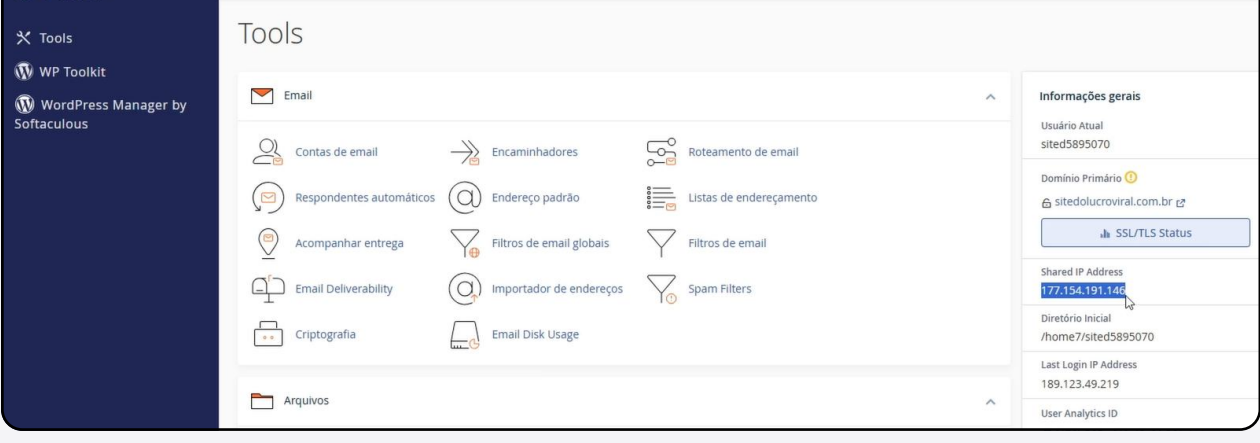 Tools
WP Toolkit
WordPress Manager by
Softaculous
Tools
Email
Contas de email
Encaminhadores
Roteamento de email
Respondentes automáticos
Endereço padrão
Listas de endereçamento
Acompanhar entrega
Filtros de email globais
Filtros de email
Email Deliverability
Importador de endereços
Spam Filters
Criptografia
Email Disk Usage
Arquivos
Informações gerais
Usuário Atual
sited5895070
Domínio Primário
sitedolucroviral.com.br
SSL/TLS Status
Shared IP Address
177.154.191.146
Diretório Inicial
/home7/sited5895070
Last Login IP Address
189.123.49.219
User Analytics ID